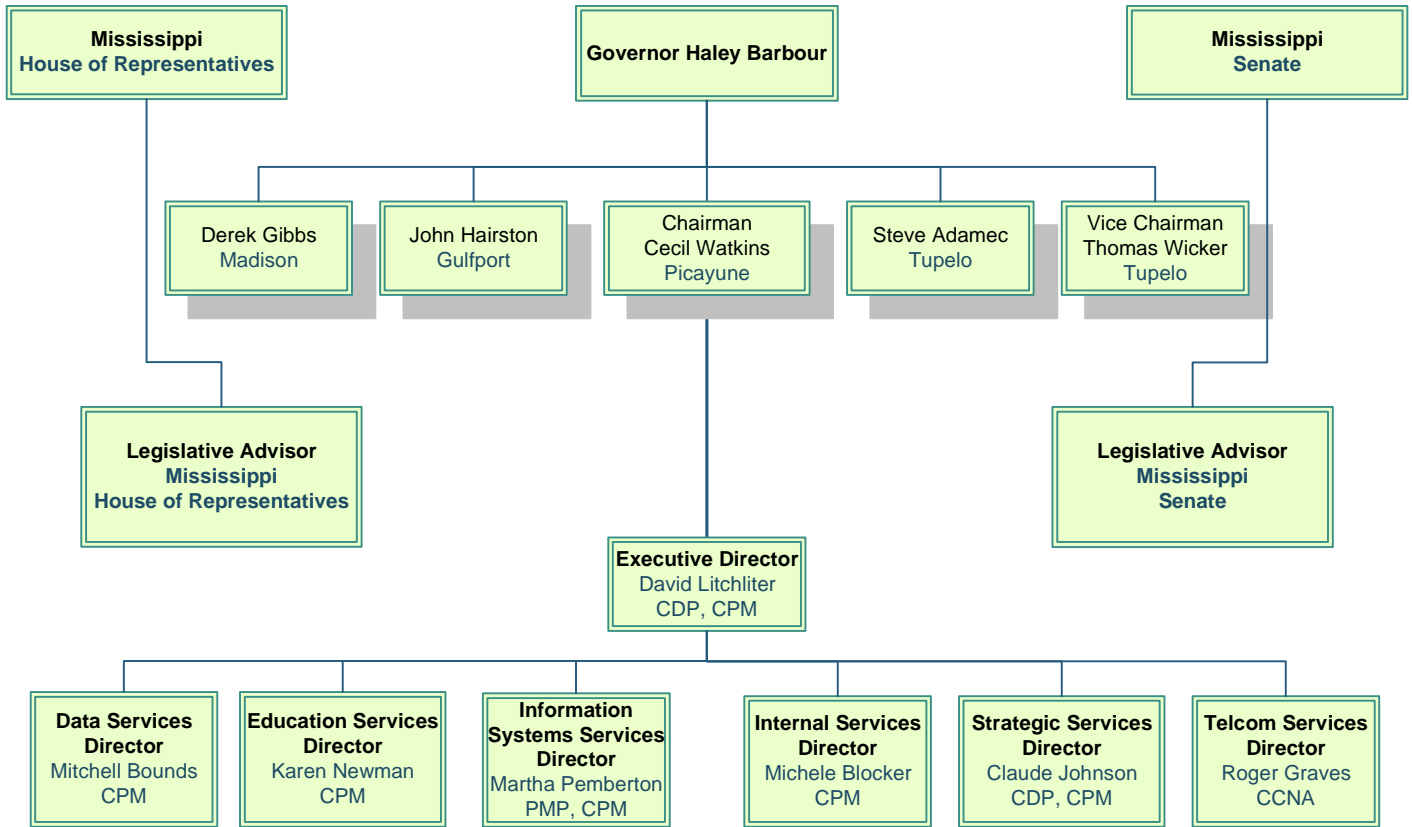 Mississippi
House of Representatives
Governor Haley Barbour
Mississippi
Senate
Derek Gibbs
Madison
John Hairston
Gulfport
Chairman
Cecil Watkins
Picayune
Steve Adamec
Tupelo
Vice Chairman
Thomas Wicker
Tupelo
Legislative Advisor
Mississippi
House of Representatives
Legislative Advisor
Mississippi
Senate
Executive Director
David Litchliter
CDP, CPM
Data Services
Director
Mitchell Bounds
CPM
Education Services
Director
Karen Newman
CPM
Information
Systems Services
Director
Martha Pemberton
PMP, CPM
Internal Services
Director
Michele Blocker
CPM
Strategic Services
Director
Claude Johnson
CDP, CPM
Telcom Services
Director
Roger Graves
CCNA